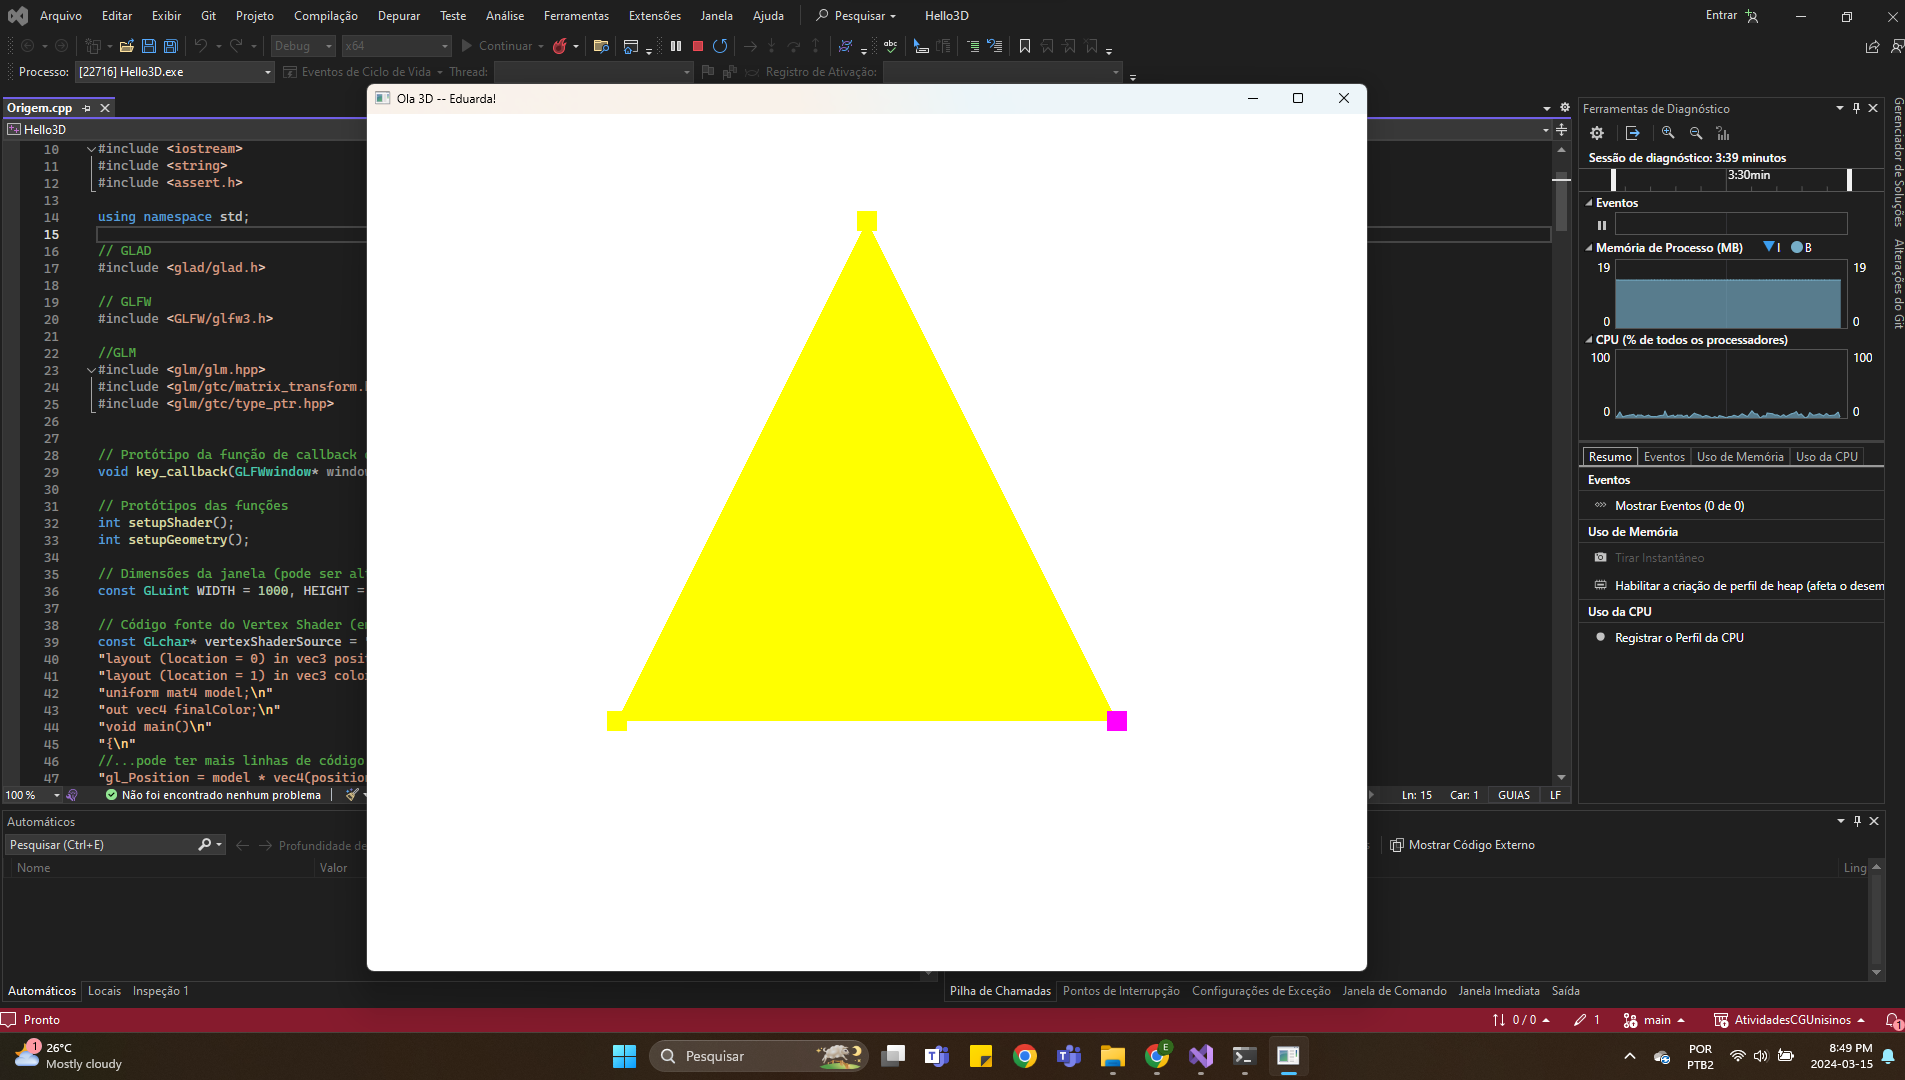 Arquivo Editar Exibir Git Projeto Compilação Depurar Teste Análise Ferramentas Extensões Janela Ajuda Pesquisar Hello3D Entrar
Debug x64 Continuar
Processo: [22716] Hello3D.exe Eventos de Ciclo de Vida Thread: Registro de Ativação:
Origem.cpp
Hello3D
10 #include <iostream>
11 #include <string>
12 #include <assert.h>
13
14 using namespace std;
15
16 // GLAD
17 #include <glad/glad.h>
18
19 // GLFW
20 #include <GLFW/glfw3.h>
21
22 //GLM
23 #include <glm/glm.hpp>
24 #include <glm/gtc/matrix_transform.h
25 #include <glm/gtc/type_ptr.hpp>
26
27
28 // Protótipo da função de callback
29 void key_callback(GLFWwindow* window
30
31 // Protótipos das funções
32 int setupShader();
33 int setupGeometry();
34
35 // Dimensões da janela (pode ser al
36 const GLuint WIDTH = 1000, HEIGHT =
37
38 // Código fonte do Vertex Shader (e
39 const GLchar* vertexShaderSource =
40 "layout (location = 0) in vec3 posit
41 "layout (location = 1) in vec3 colo
42 "uniform mat4 model;\n"
43 "out vec4 finalColor;\n"
44 "void main()\n"
45 "{\n"
46 //...pode ter mais linhas de código
47 "gl_Position = model * vec4(position
Ola 3D -- Eduarda!
100 % Não foi encontrado nenhum problema Ln: 15 Car: 1 GUIAS LF
Ferramentas de Diagnóstico
Sessão de diagnóstico: 3:39 minutos
3:30min
Eventos
Memória de Processo (MB) I B
19 19
0 0
CPU (% de todos os processadores)
100 100
0 0
Resumo Eventos Uso de Memória Uso da CPU
Eventos
Mostrar Eventos (0 de 0)
Uso de Memória
Tirar Instantâneo
Habilitar a criação de perfil de heap (afeta o desem
Uso da CPU
Registrar o Perfil da CPU
Gerenciador de Soluções
Alterações do Git
Automáticos
Pesquisar (Ctrl+E) Profundidade de
Nome Valor
Mostrar Código Externo
Ling
Automáticos Locais Inspeção 1
Pilha de Chamadas Pontos de Interrupção Configurações de Exceção Janela de Comando Janela Imediata Saída
Pronto 0 / 0 1 main AtividadesCGUnisinos 1
1 26°C
Mostly cloudy
Pesquisar
E
POR
PTB2
8:49 PM
2024-03-15